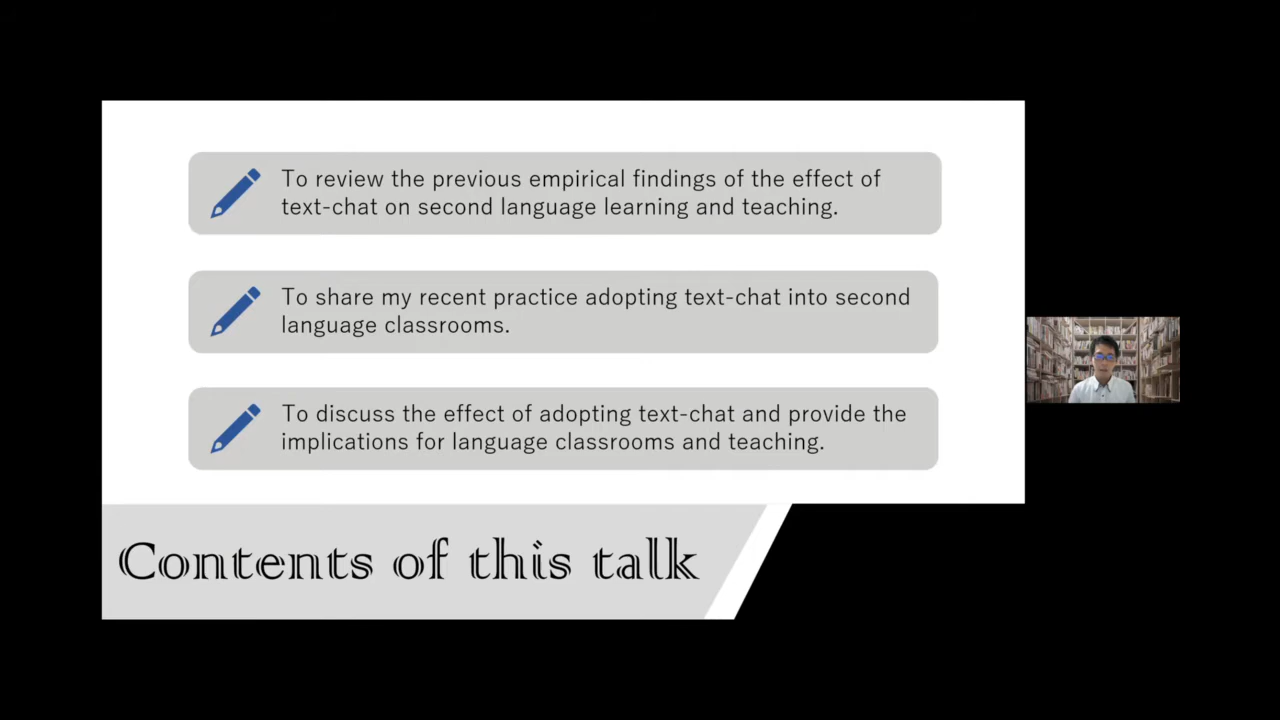 To review the previous empirical findings of the effect of
text-chat on second language learning and teaching.
To share my recent practice adopting text-chat into second
language classrooms.
To discuss the effect of adopting text-chat and provide the
implications for language classrooms and teaching.
Contents of this talk